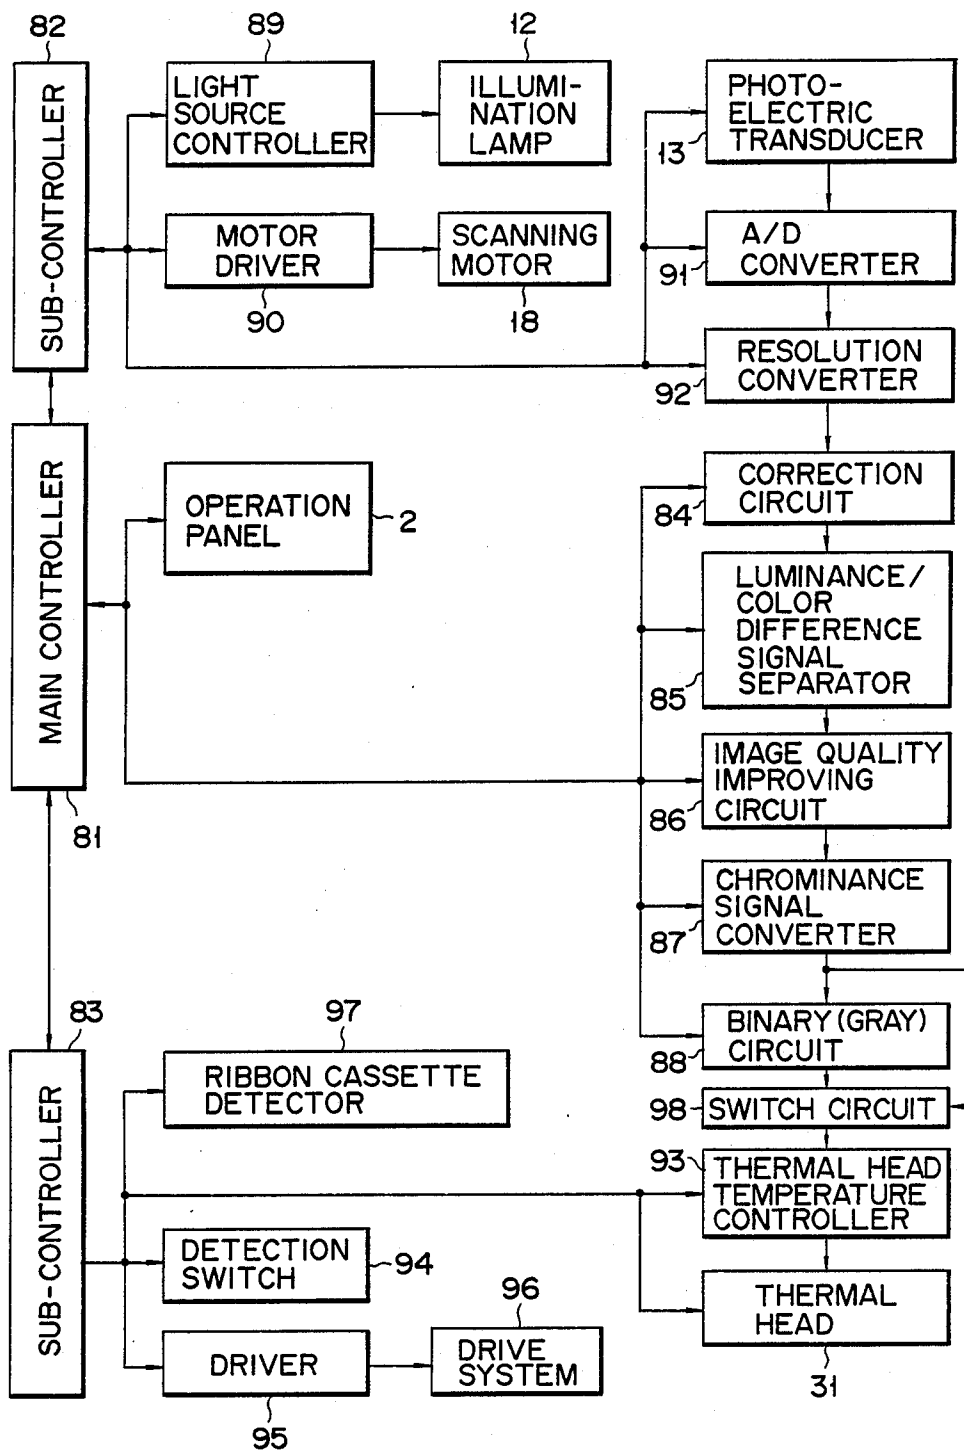 82
SUB-CONTROLLER
89
LIGHT
SOURCE
CONTROLLER
12
ILLUMI-
NATION
LAMP
PHOTO-
ELECTRIC
TRANSDUCER
13
MOTOR
DRIVER
90
SCANNING
MOTOR
18
A/D
CONVERTER
91
RESOLUTION
CONVERTER
92
MAIN CONTROLLER
81
OPERATION
PANEL
2
CORRECTION
CIRCUIT
84
LUMINANCE/
COLOR
DIFFERENCE
SIGNAL
SEPARATOR
85
IMAGE QUALITY
IMPROVING
CIRCUIT
86
CHROMINANCE
SIGNAL
CONVERTER
87
83
SUB-CONTROLLER
97
RIBBON CASSETTE
DETECTOR
BINARY (GRAY)
CIRCUIT
88
98
SWITCH CIRCUIT
93
THERMAL HEAD
TEMPERATURE
CONTROLLER
DETECTION
SWITCH
94
DRIVER
95
96
DRIVE
SYSTEM
THERMAL
HEAD
31